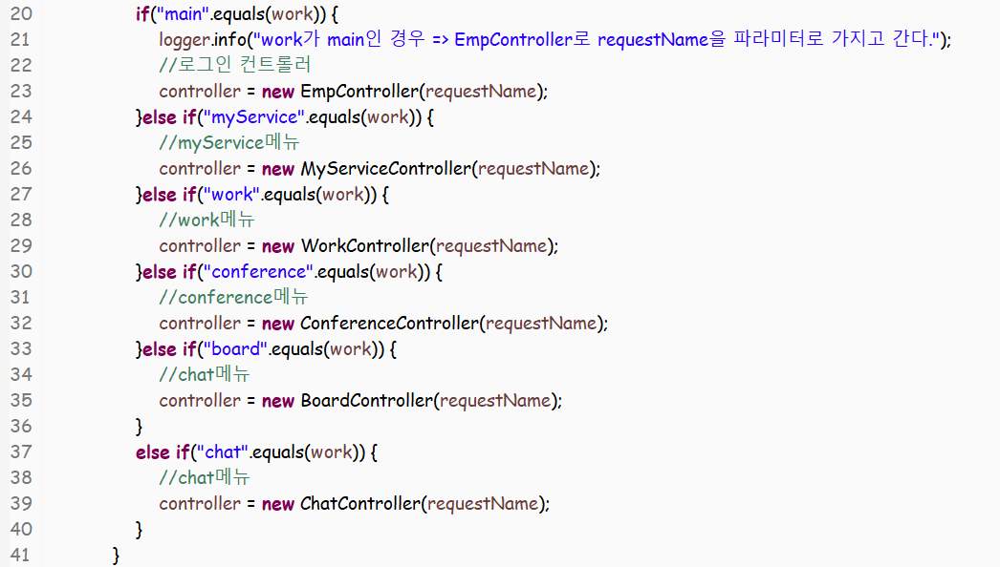 20 if("main".equals(work)) {
21 logger.info("work가 main인 경우 => EmpController로 requestName을 파라미터로 가지고 간다.");
22 //로그인 컨트롤러
23 controller = new EmpController(requestName);
24 }else if("myService".equals(work)) {
25 //myService메뉴
26 controller = new MyServiceController(requestName);
27 }else if("work".equals(work)) {
28 //work메뉴
29 controller = new WorkController(requestName);
30 }else if("conference".equals(work)) {
31 //conference메뉴
32 controller = new ConferenceController(requestName);
33 }else if("board".equals(work)) {
34 //chat메뉴
35 controller = new BoardController(requestName);
36 }
37 else if("chat".equals(work)) {
38 //chat메뉴
39 controller = new ChatController(requestName);
40 }
41 }